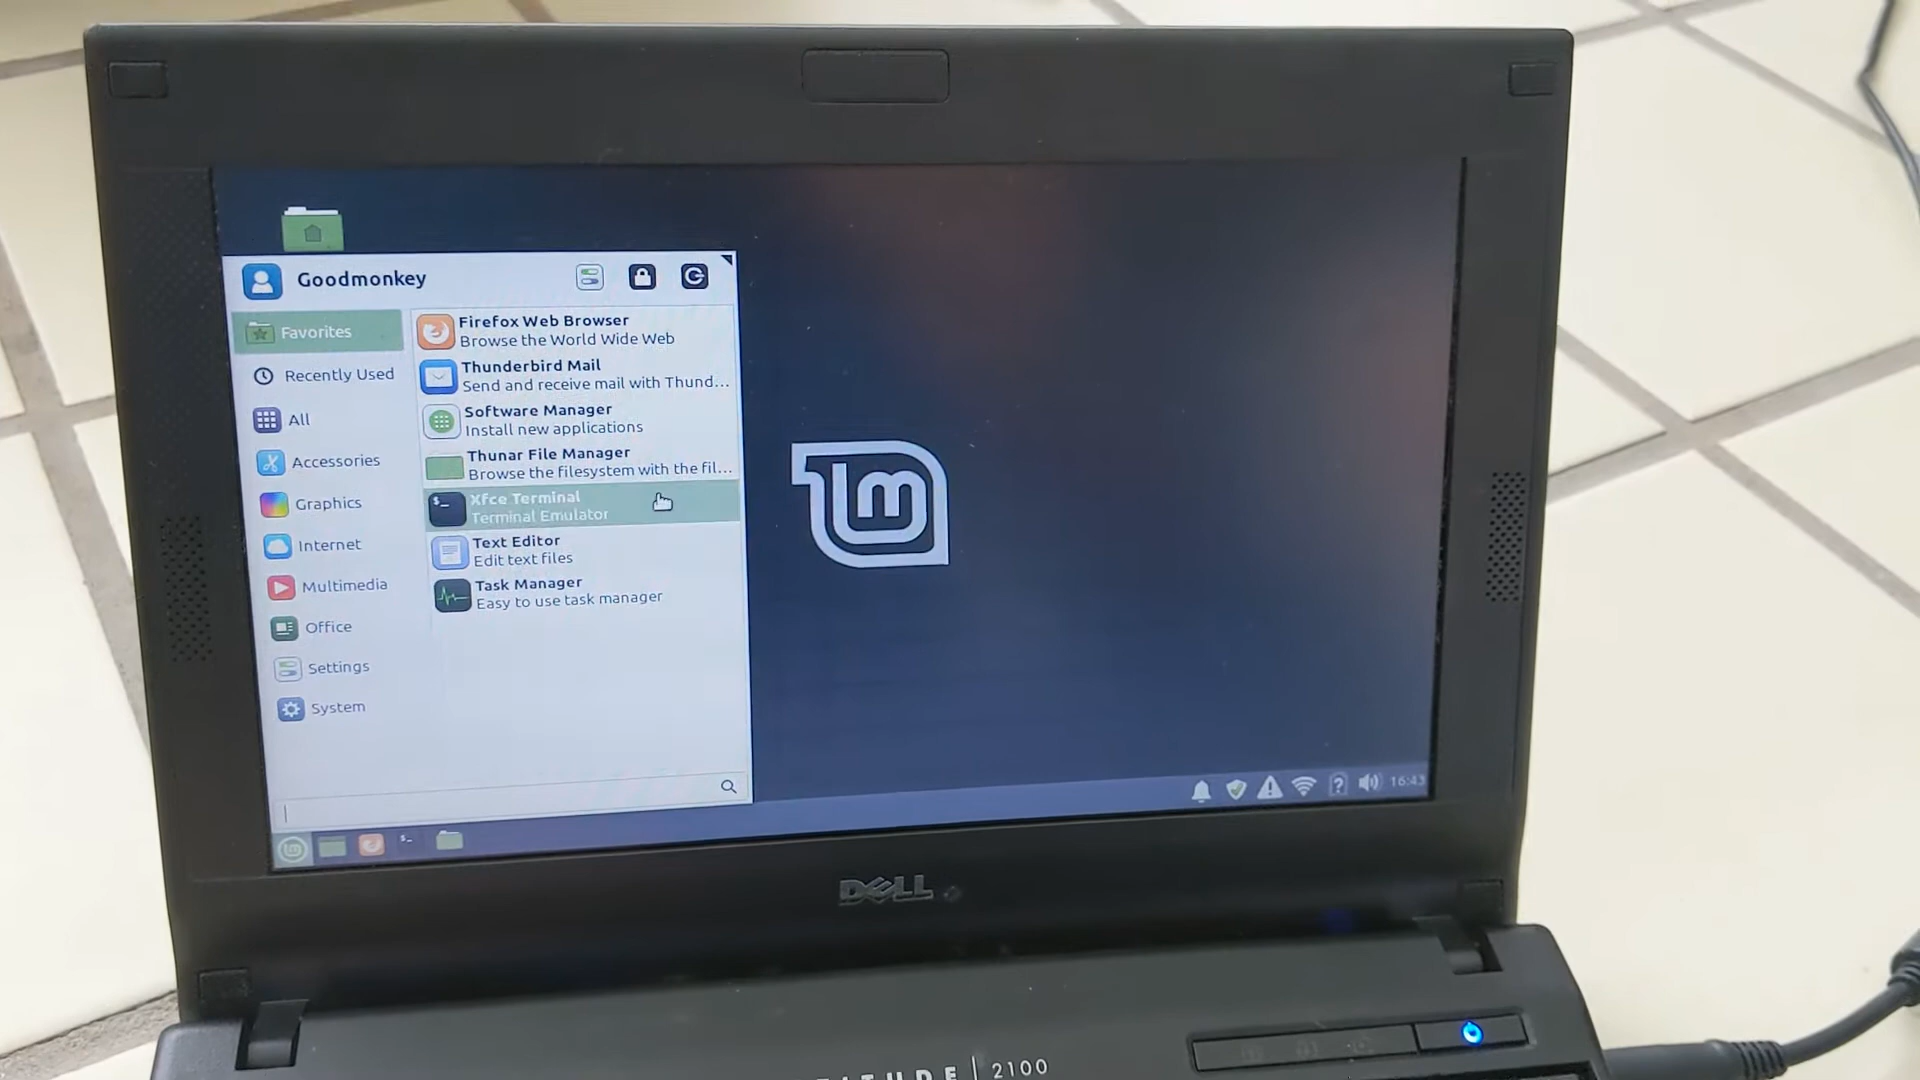 Goodmonkey
Favorites
Recently Used
All
Accessories
Graphics
Internet
Multimedia
Office
Settings
System
Firefox Web Browser
Browse the World Wide Web
Thunderbird Mail
Send and receive mail with Thund...
Software Manager
Install new applications
Thunar File Manager
Browse the filesystem with the fil...
Xfce Terminal
Terminal Emulator
Text Editor
Edit text files
Task Manager
Easy to use task manager
lm
16:43
DELL
2100